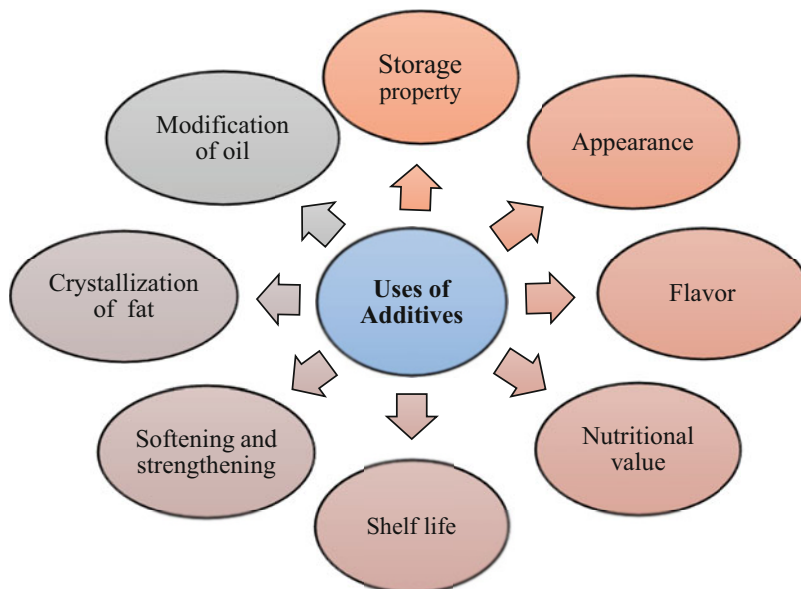 Storage
property
Appearance
Flavor
Nutritional
value
Shelf life
Softening and
strengthening
Crystallization
of fat
Modification
of oil
Uses of
Additives